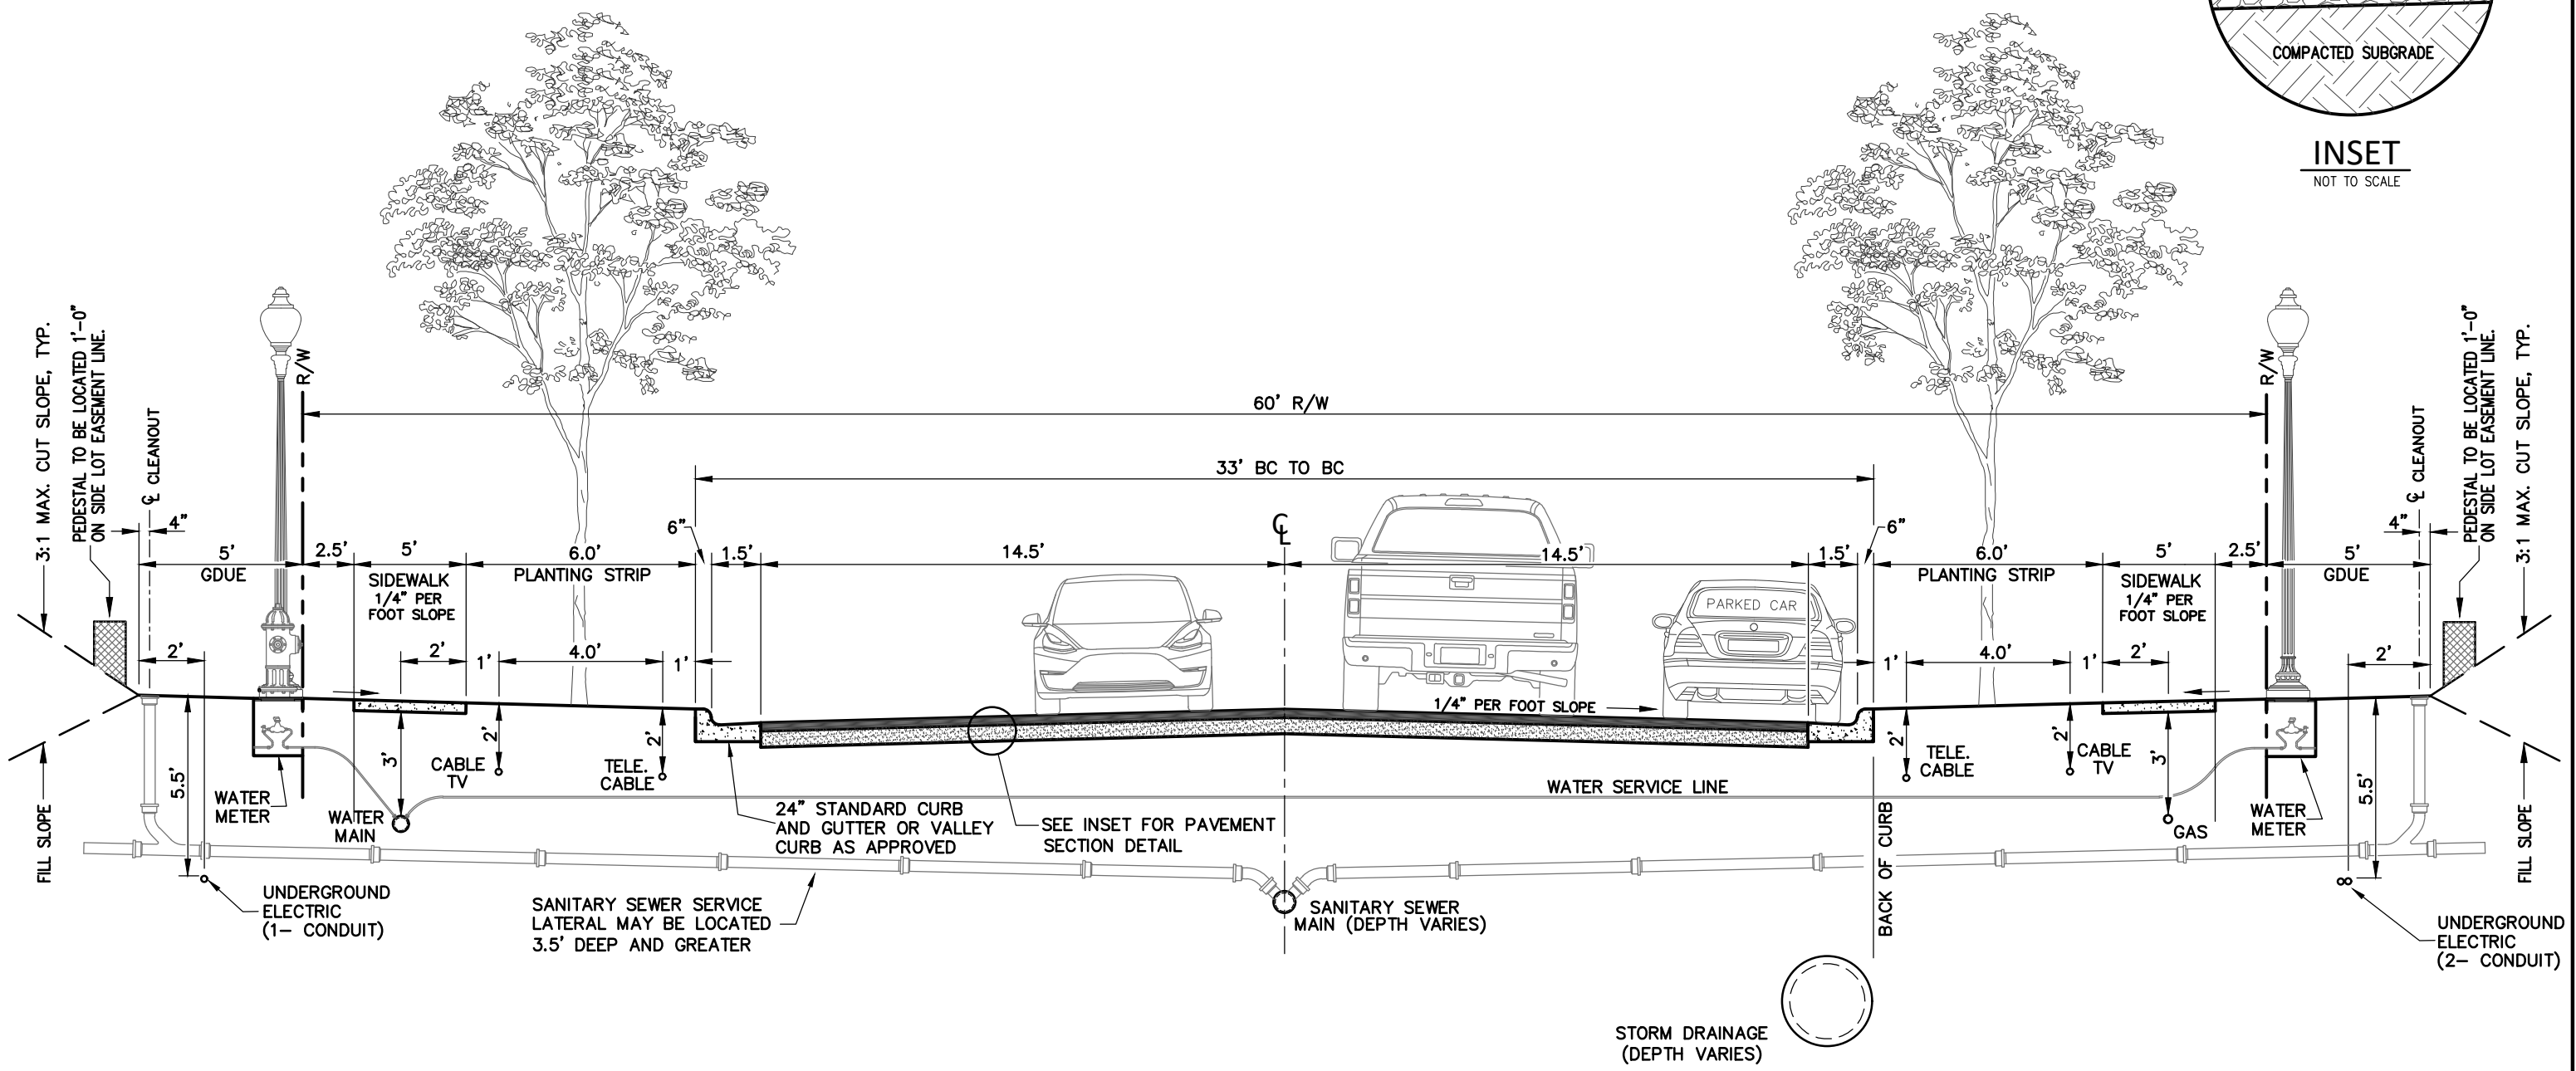 COMPACTED SUBGRADE
INSET
NOT TO SCALE
3:1 MAX. CUT SLOPE, TYP.
PEDESTAL TO BE LOCATED 1'-0"
ON SIDE LOT EASEMENT LINE.
℄ CLEANOUT
R/W
60' R/W
33' BC TO BC
R/W
℄ CLEANOUT
PEDESTAL TO BE LOCATED 1'-0"
ON SIDE LOT EASEMENT LINE.
3:1 MAX. CUT SLOPE, TYP.
4"
6"
℄
6"
4"
5'
GDUE
2.5'
5'
SIDEWALK
1/4" PER
FOOT SLOPE
6.0'
PLANTING STRIP
1.5'
14.5'
14.5'
1.5'
6.0'
PLANTING STRIP
5'
SIDEWALK
1/4" PER
FOOT SLOPE
2.5'
5'
GDUE
PARKED CAR
2'
2'
1'
4.0'
1'
1'
4.0'
1'
2'
2'
1/4" PER FOOT SLOPE
5.5'
3'
2'
2'
2'
2'
3'
5.5'
CABLE
TV
TELE.
CABLE
TELE.
CABLE
CABLE
TV
WATER
METER
WATER
MAIN
24" STANDARD CURB
AND GUTTER OR VALLEY
CURB AS APPROVED
SEE INSET FOR PAVEMENT
SECTION DETAIL
WATER SERVICE LINE
BACK OF CURB
GAS
WATER
METER
FILL SLOPE
FILL SLOPE
UNDERGROUND
ELECTRIC
(1- CONDUIT)
SANITARY SEWER SERVICE
LATERAL MAY BE LOCATED
3.5' DEEP AND GREATER
SANITARY SEWER
MAIN (DEPTH VARIES)
UNDERGROUND
ELECTRIC
(2- CONDUIT)
STORM DRAINAGE
(DEPTH VARIES)